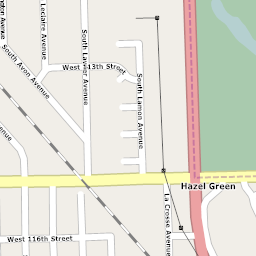 Leclaire Avenue
South Lawler Avenue
South Avon Avenue
West 113th Street
South Lamon Avenue
Hazel Green
La Crosse Avenue
West 116th Street